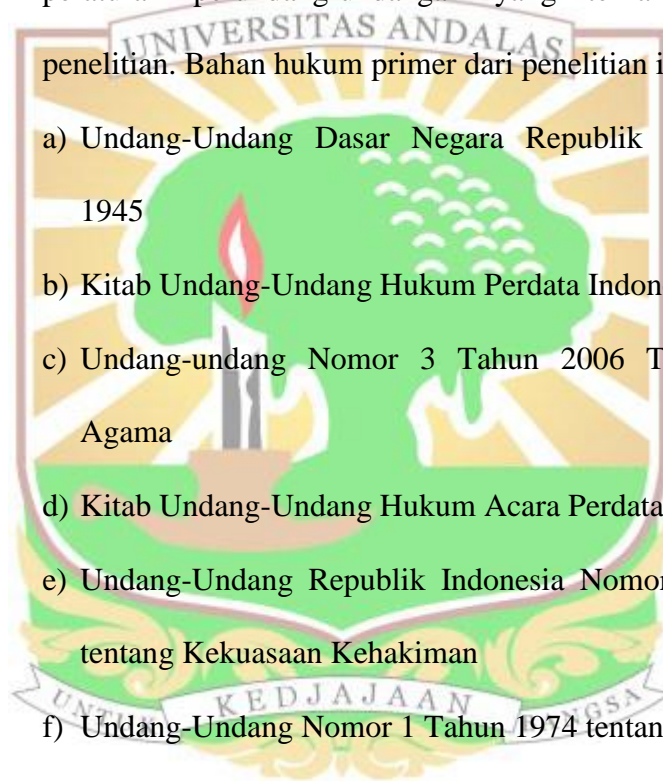 UNIVERSITAS ANDALAS
penelitian. Bahan hukum primer dari penelitian
a) Undang-Undang Dasar Negara Republik
1945
b) Kitab Undang-Undang Hukum Perdata
c) Undang-undang Nomor 3 Tahun 2006
Agama
d) Kitab Undang-Undang Hukum Acara Perdata
e) Undang-Undang Republik Indonesia Nomor
tentang Kekuasaan Kehakiman
UNTUK KEDJAJAAN BANGSA
f) Undang-Undang Nomor 1 Tahun 1974